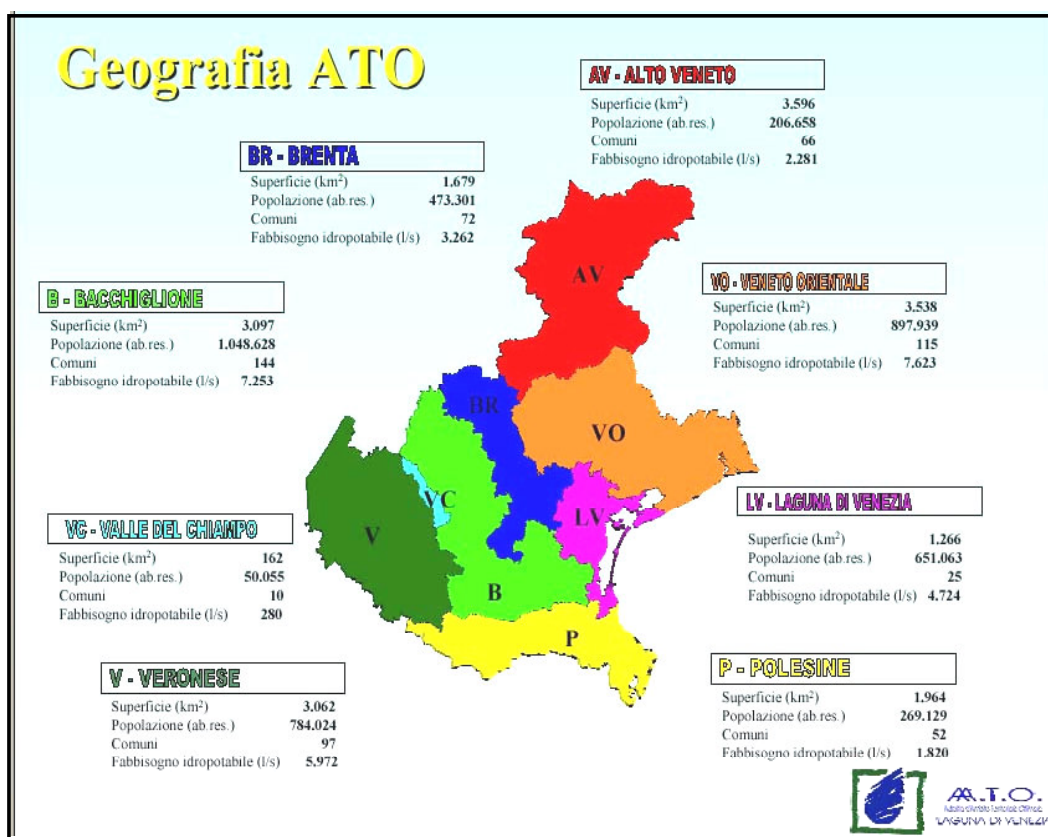 Geografia ATO
AV - ALTO VENETO
Superficie (km²) 3.596
Popolazione (ab.res.) 206.658
Comuni 66
Fabbisogno idropotabile (l/s) 2.281
BR - BRENTA
Superficie (km²) 1.679
Popolazione (ab.res.) 473.301
Comuni 72
Fabbisogno idropotabile (l/s) 3.262
VO - VENETO ORIENTALE
Superficie (km²) 3.538
Popolazione (ab.res.) 897.939
Comuni 115
Fabbisogno idropotabile (l/s) 7.623
B - BACCHIGLIONE
Superficie (km²) 3.097
Popolazione (ab.res.) 1.048.628
Comuni 144
Fabbisogno idropotabile (l/s) 7.253
AV
BR
VO
VC
LV
V
B
P
LV - LAGUNA DI VENEZIA
Superficie (km²) 1.266
Popolazione (ab.res.) 651.063
Comuni 25
Fabbisogno idropotabile (l/s) 4.724
VC - VALLE DEL CHIAMPO
Superficie (km²) 162
Popolazione (ab.res.) 50.055
Comuni 10
Fabbisogno idropotabile (l/s) 280
V - VERONESE
Superficie (km²) 3.062
Popolazione (ab.res.) 784.024
Comuni 97
Fabbisogno idropotabile (l/s) 5.972
P - POLESINE
Superficie (km²) 1.964
Popolazione (ab.res.) 269.129
Comuni 52
Fabbisogno idropotabile (l/s) 1.820
A.T.O.
LAGUNA DI VENEZIA